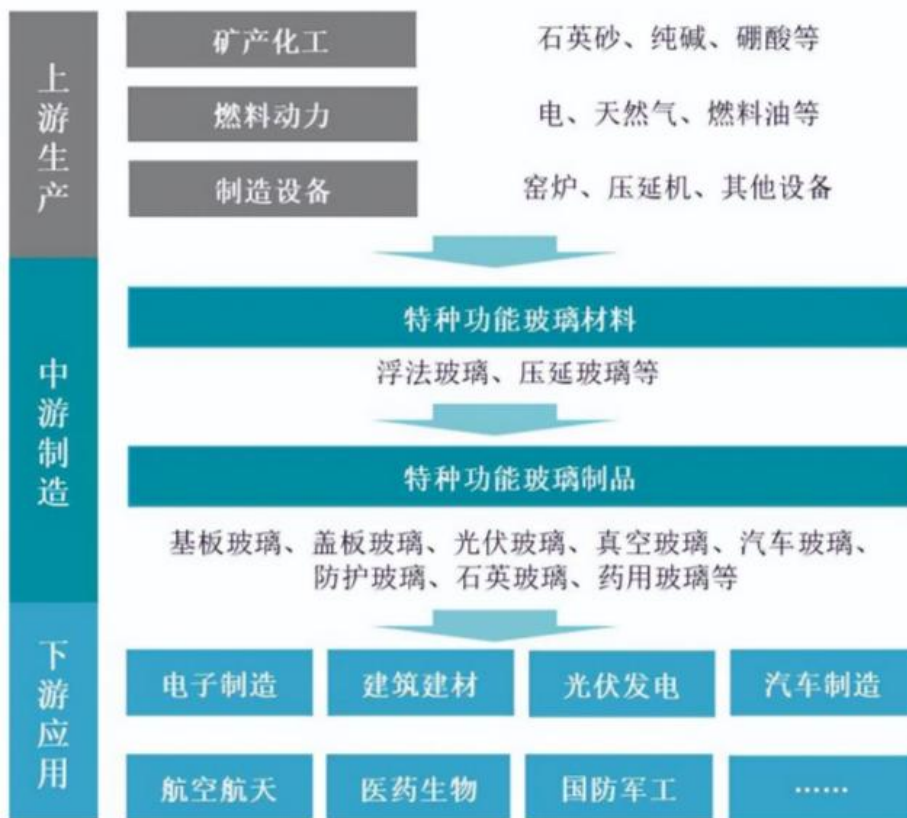 上游生产
矿产化工
石英砂、纯碱、硼酸等
燃料动力
电、天然气、燃料油等
制造设备
窑炉、压延机、其他设备
中游制造
特种功能玻璃材料
浮法玻璃、压延玻璃等
特种功能玻璃制品
基板玻璃、盖板玻璃、光伏玻璃、真空玻璃、汽车玻璃、
防护玻璃、石英玻璃、药用玻璃等
下游应用
电子制造
建筑建材
光伏发电
汽车制造
航空航天
医药生物
国防军工
……